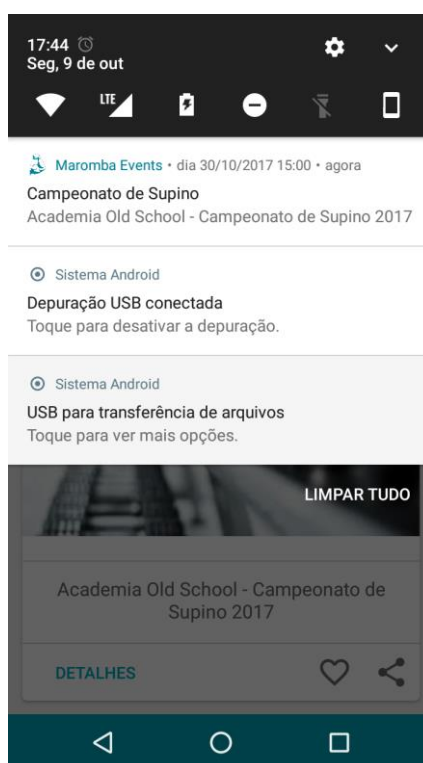 17:44
Seg, 9 de out
LTE
Maromba Events • dia 30/10/2017 15:00 • agora
Campeonato de Supino
Academia Old School - Campeonato de Supino 2017
Sistema Android
Depuração USB conectada
Toque para desativar a depuração.
Sistema Android
USB para transferência de arquivos
Toque para ver mais opções.
LIMPAR TUDO
Academia Old School - Campeonato de
Supino 2017
DETALHES